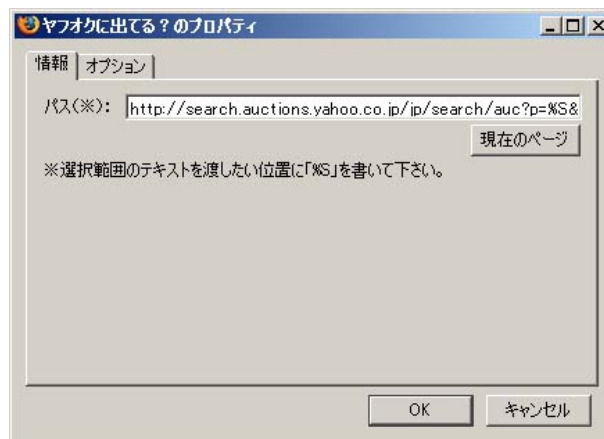 ヤフオクに出てる？のプロパティ
情報 オプション
パス(※)： http://search.auctions.yahoo.co.jp/jp/search/auc?p=%S&
現在のページ
※選択範囲のテキストを渡したい位置に「%S」を書いて下さい。
OK キャンセル